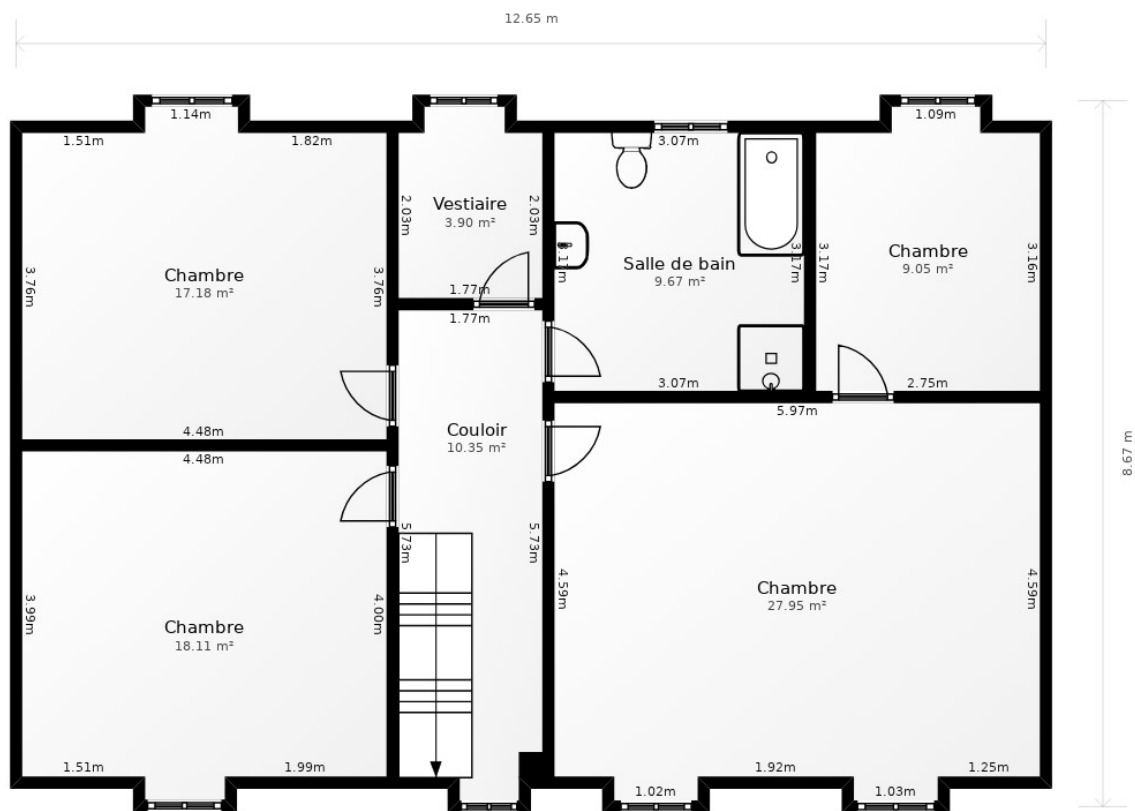 12.65 m
1.14m
1.09m
1.51m
1.82m
3.07m
2.03m
Vestiaire
3.90 m²
2.03m
3.76m
Chambre
17.18 m²
3.76m
Salle de bain
9.67 m²
3.17m
3.17m
Chambre
9.05 m²
3.16m
1.77m
1.77m
3.07m
2.75m
5.97m
4.48m
4.48m
Couloir
10.35 m²
8.67 m
5.73m
5.73m
3.99m
Chambre
18.11 m²
4.00m
4.59m
Chambre
27.95 m²
4.59m
1.51m
1.99m
1.92m
1.25m
1.02m
1.03m